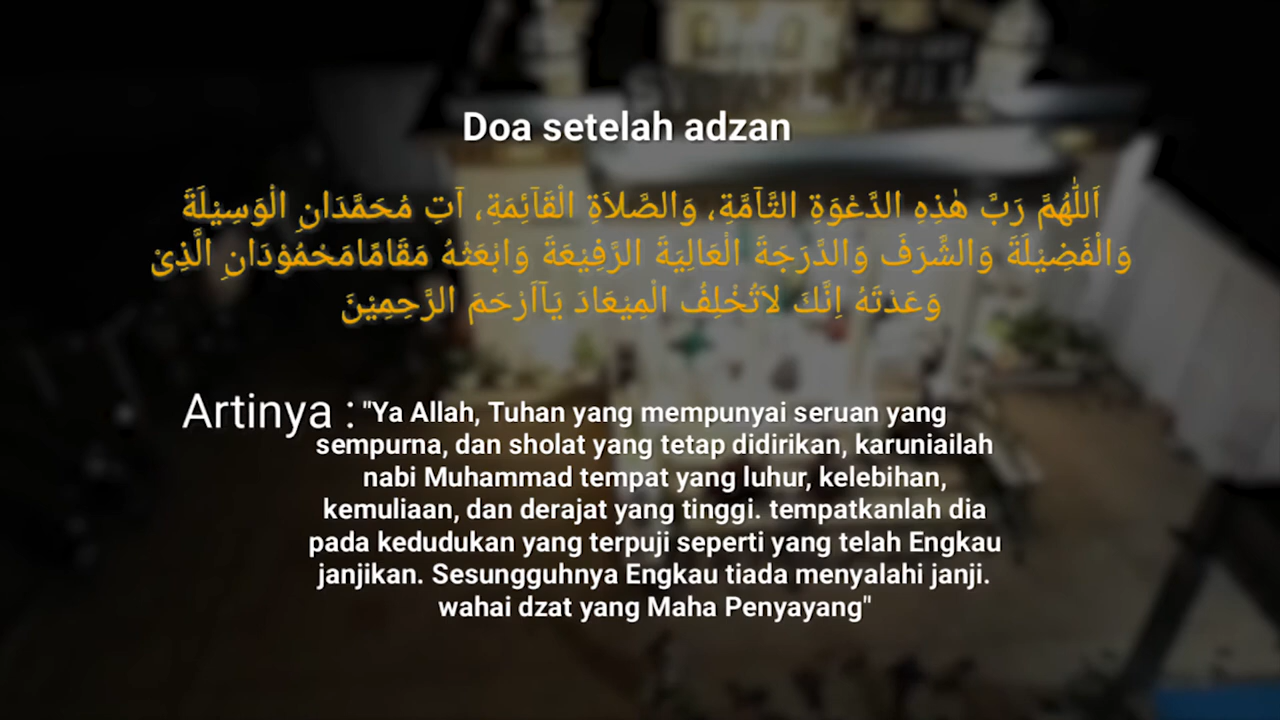 Doa setelah adzan
اَللّٰهُمَّ رَبَّ هٰذِهِ الدَّعْوَةِ التَّآمَّةِ، وَالصَّلاَةِ الْقَآئِمَةِ، آتِ مُحَمَّدَانِ الْوَسِيْلَةَ
وَالْفَضِيْلَةَ وَالشَّرَفَ وَالدَّرَجَةَ الْعَالِيَةَ الرَّفِيْعَةَ وَابْعَثْهُ مَقَامًامَحْمُوْدَانِ الَّذِىْ
وَعَدْتَهُ اِنَّكَ لاَتُخْلِفُ الْمِيْعَادَ يَآاَرْحَمَ الرَّحِمِيْنَ
Artinya : "Ya Allah, Tuhan yang mempunyai seruan yang
sempurna, dan sholat yang tetap didirikan, karuniailah
nabi Muhammad tempat yang luhur, kelebihan,
kemuliaan, dan derajat yang tinggi. tempatkanlah dia
pada kedudukan yang terpuji seperti yang telah Engkau
janjikan. Sesungguhnya Engkau tiada menyalahi janji.
wahai dzat yang Maha Penyayang"